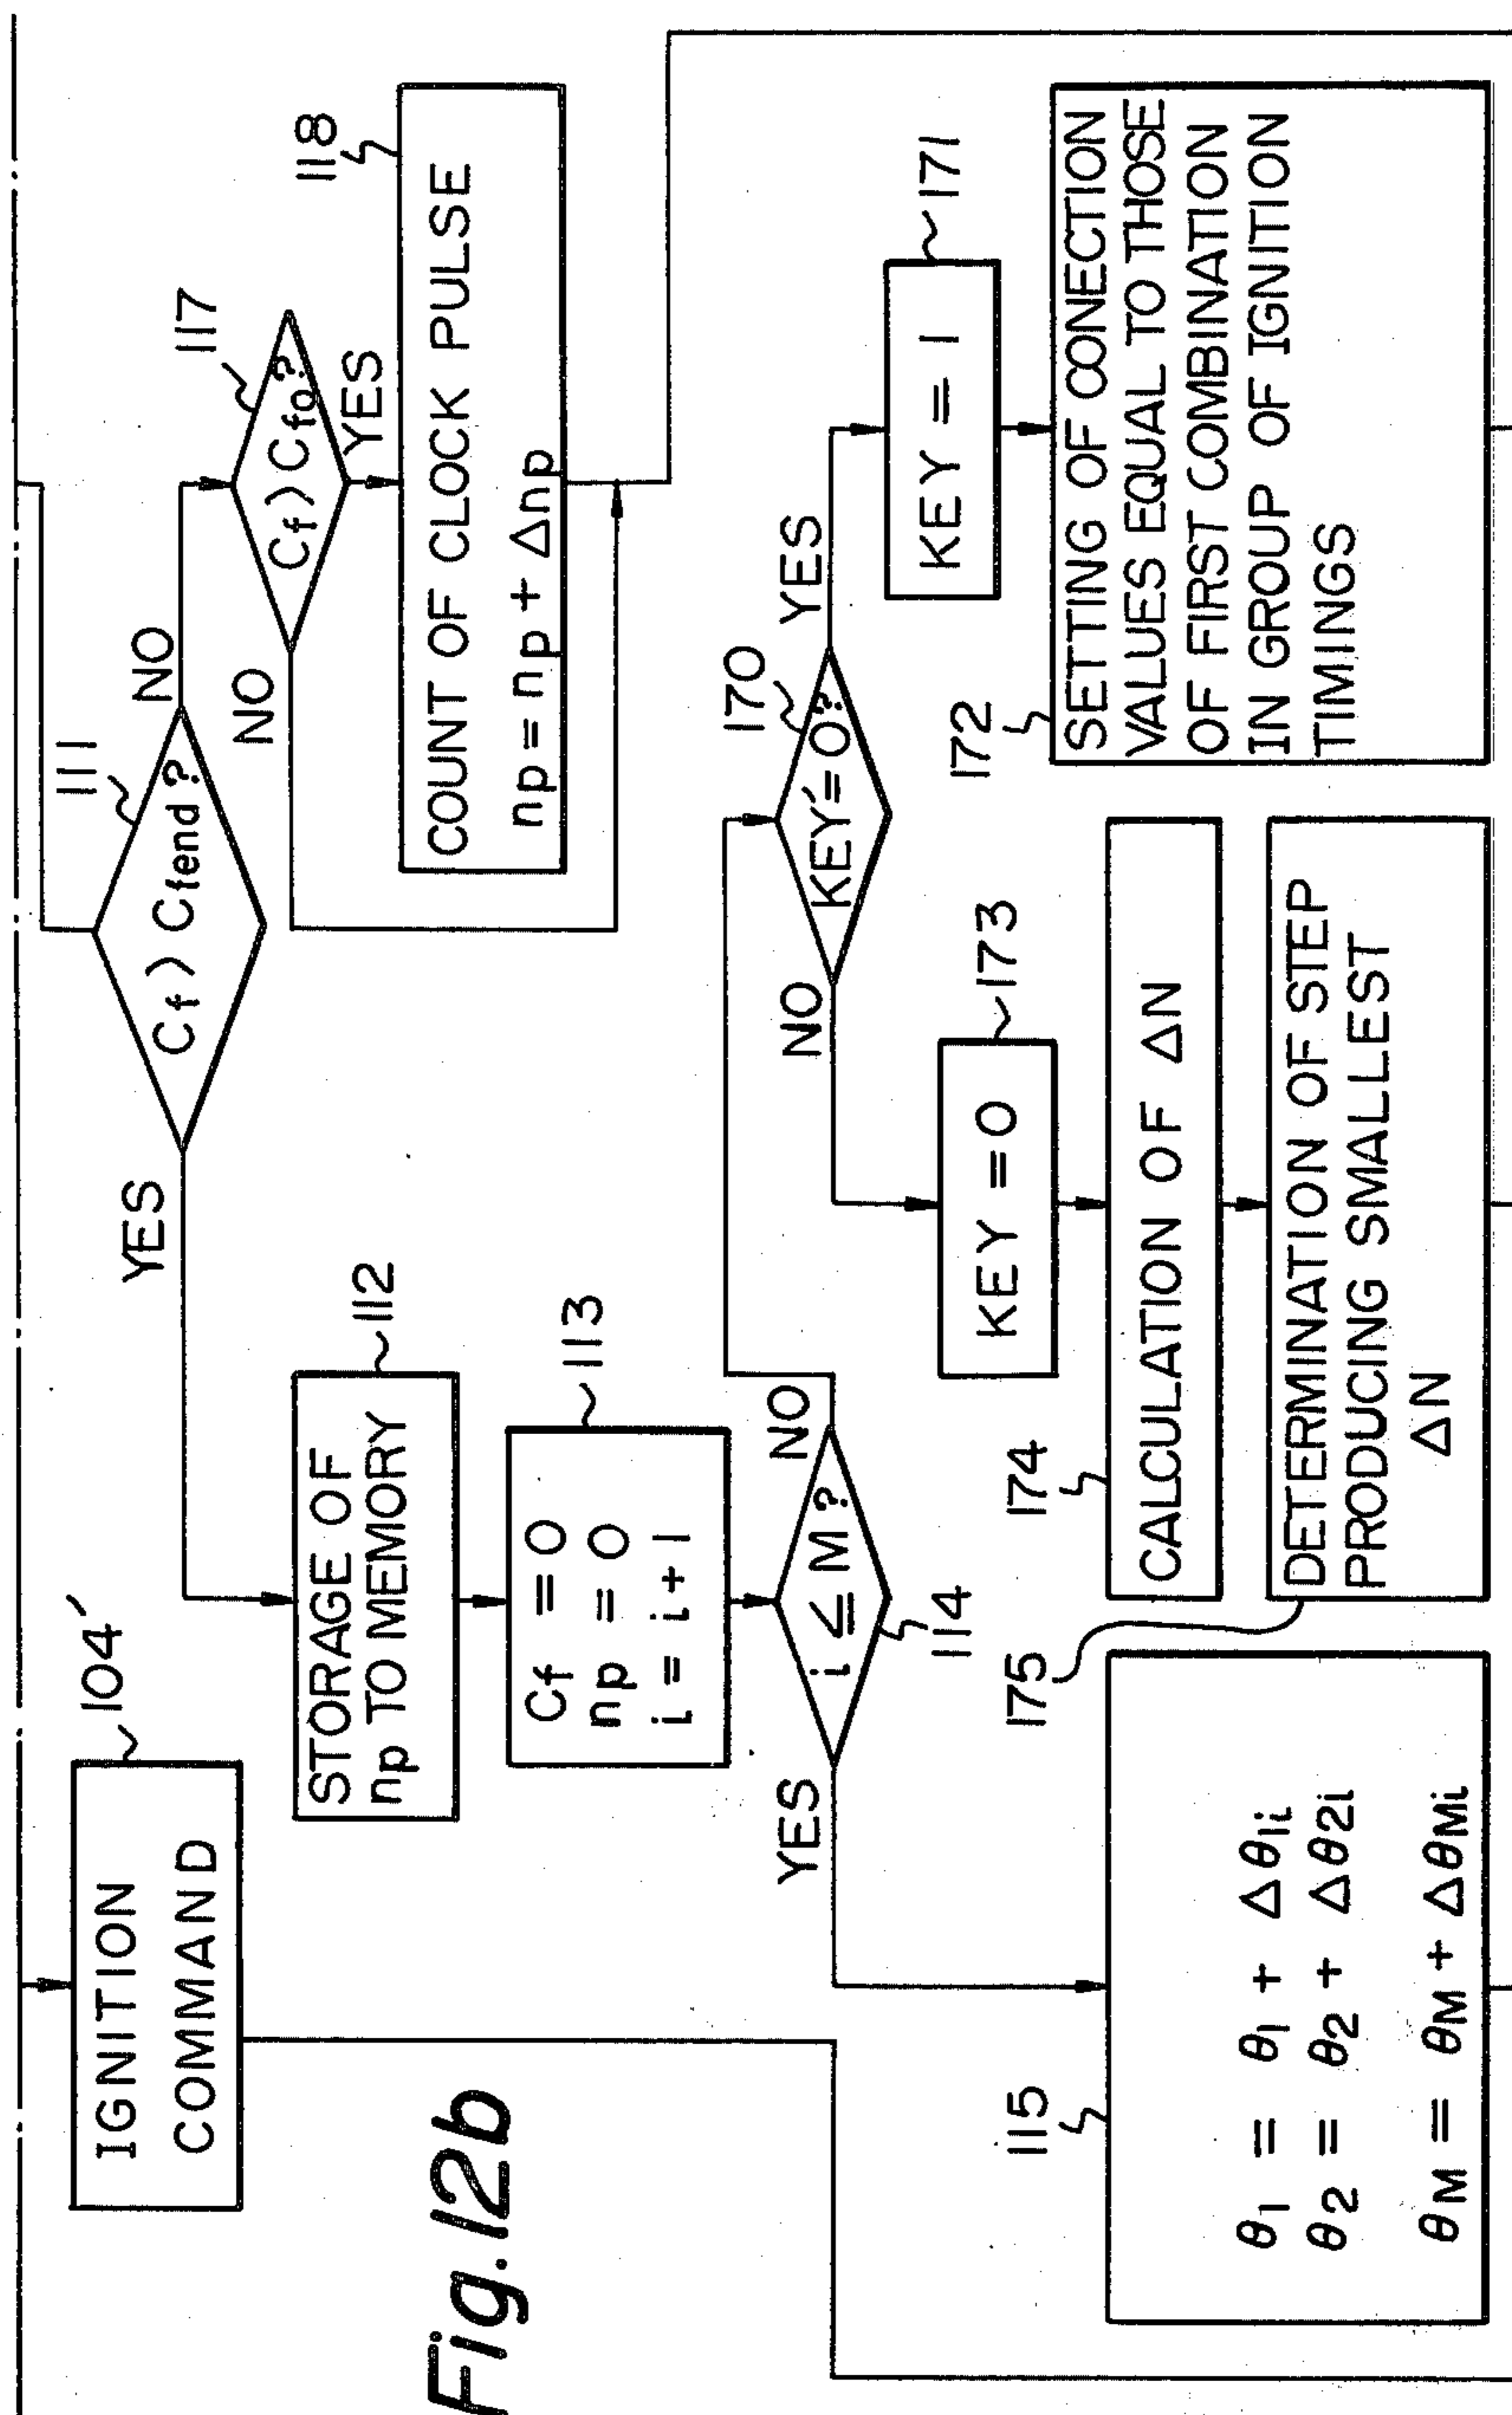 Fig.12b
IGNITION
COMMAND
104'
Cf > Cfend ?
111
YES
NO
Cf > Cfo ?
117
NO
YES
COUNT OF CLOCK PULSE
np = np + Δnp
118
STORAGE OF
np TO MEMORY
112
Cf = 0
np = 0
i = i + 1
113
i ≦ M ?
114
YES
NO
KEY' = 0 ?
170
NO
YES
KEY = 0
173
KEY = 1
171
115
θ1 = θ1 + Δθ1i
θ2 = θ2 + Δθ2i
θM = θM + ΔθMi
174
CALCULATION OF ΔN
175
DETERMINATION OF STEP
PRODUCING SMALLEST
ΔN
172
SETTING OF CONECTION
VALUES EQUAL TO THOSE
OF FIRST COMBINATION
IN GROUP OF IGNITION
TIMINGS